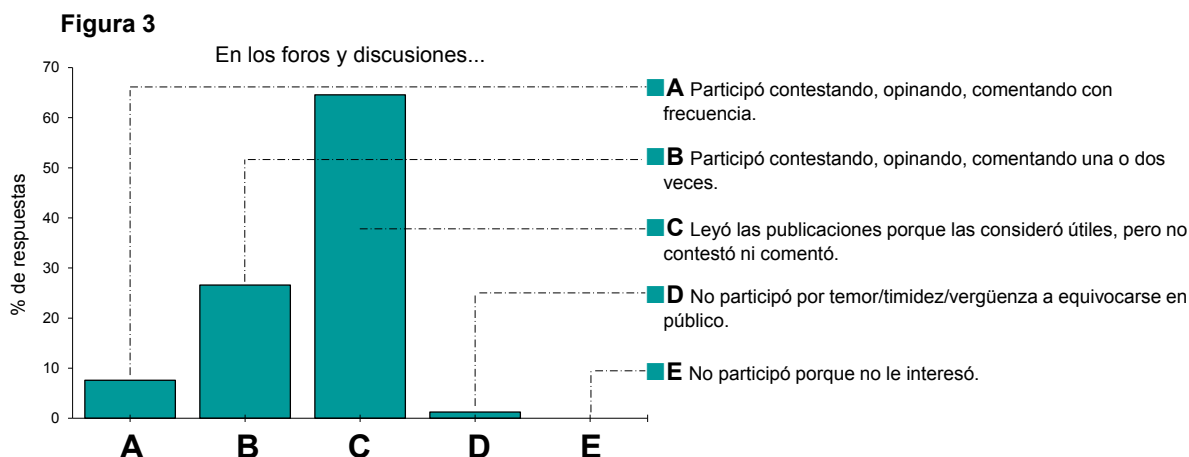 Figura 3
En los foros y discusiones...
% de respuestas
70
60
50
40
30
20
10
0
A
B
C
D
E
A Participó contestando, opinando, comentando con
frecuencia.
B Participó contestando, opinando, comentando una o dos
veces.
C Leyó las publicaciones porque las consideró útiles, pero no
contestó ni comentó.
D No participó por temor/timidez/vergüenza a equivocarse en
público.
E No participó porque no le interesó.